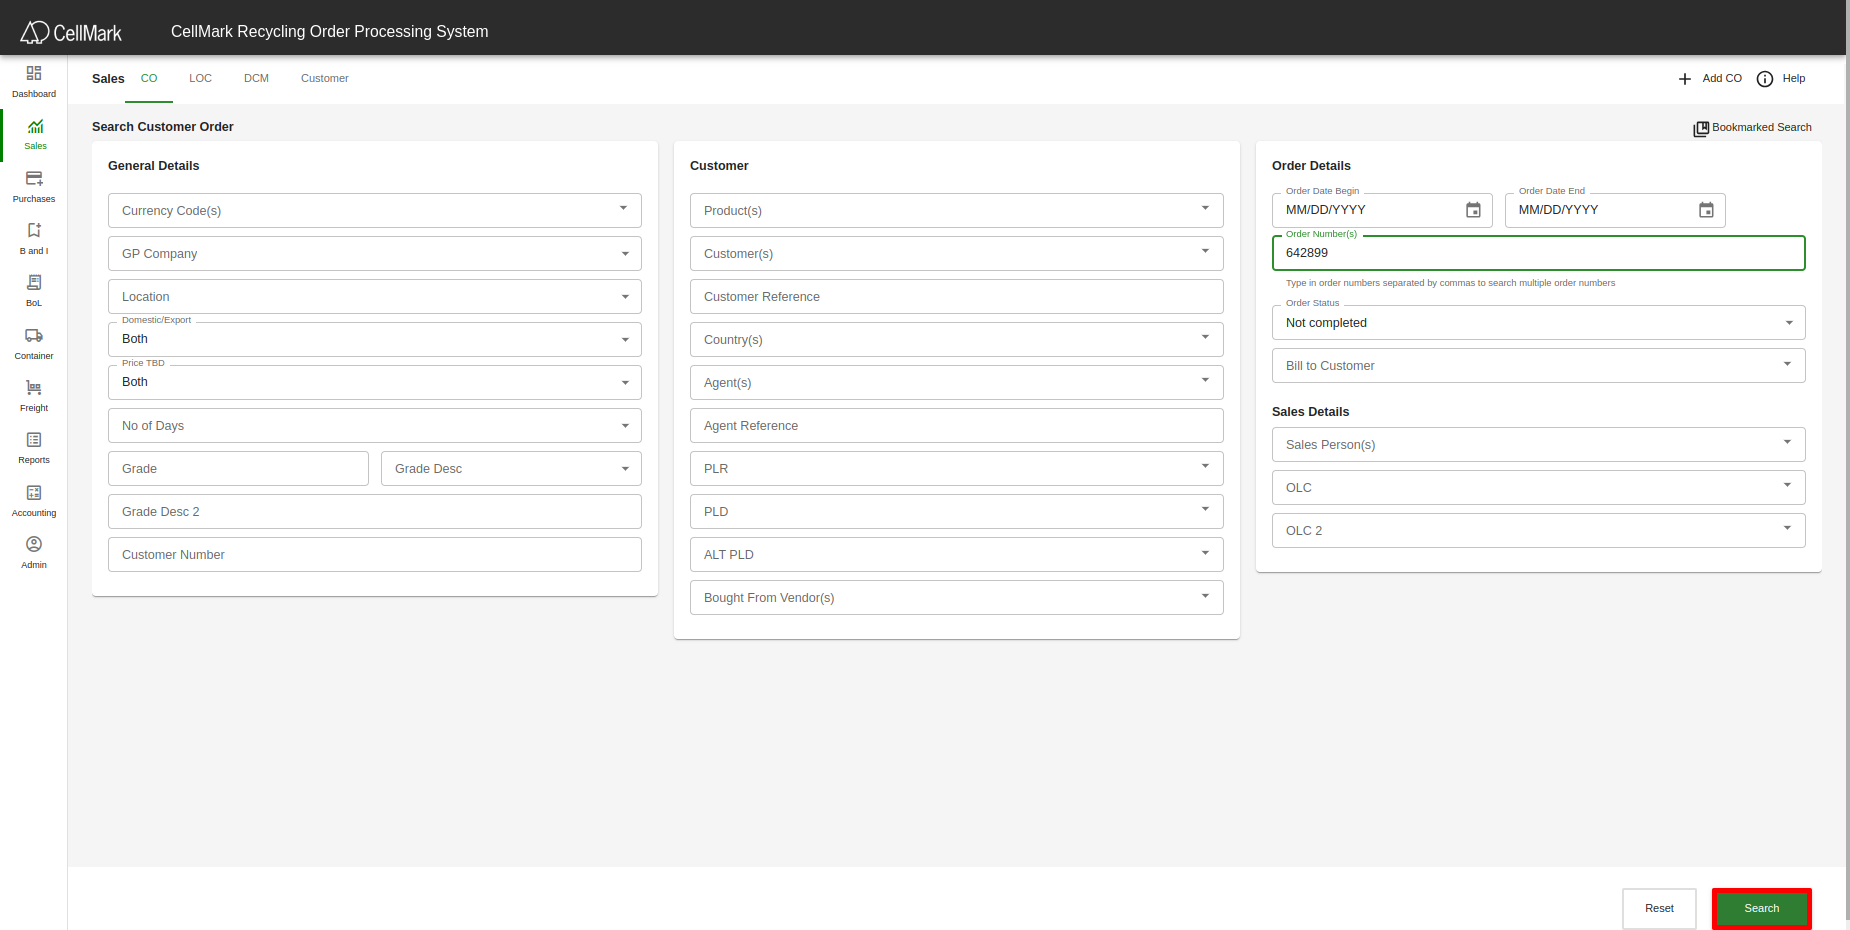 CellMark
CellMark Recycling Order Processing System
Dashboard
Sales
Purchases
B and I
BoL
Container
Freight
Reports
Accounting
Admin
Sales CO LOC DCM Customer
Add CO Help
Search Customer Order
Bookmarked Search
General Details
Currency Code(s)
GP Company
Location
Domestic/Export
Both
Price TBD
Both
No of Days
Grade Grade Desc
Grade Desc 2
Customer Number
Customer
Product(s)
Customer(s)
Customer Reference
Country(s)
Agent(s)
Agent Reference
PLR
PLD
ALT PLD
Bought From Vendor(s)
Order Details
Order Date Begin Order Date End
MM/DD/YYYY MM/DD/YYYY
Order Number(s)
642899
Type in order numbers separated by commas to search multiple order numbers
Order Status
Not completed
Bill to Customer
Sales Details
Sales Person(s)
OLC
OLC 2
Reset Search